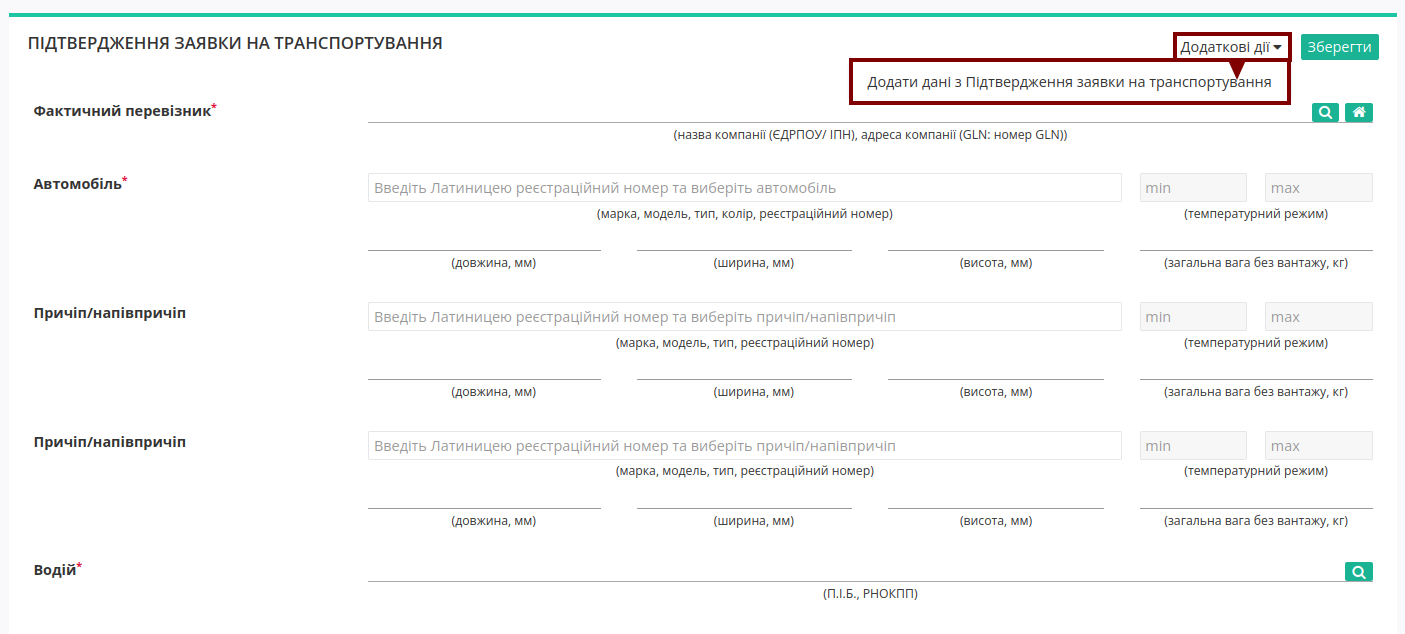 ПІДТВЕРДЖЕННЯ ЗАЯВКИ НА ТРАНСПОРТУВАННЯ
Додаткові дії
Зберегти
Додати дані з Підтвердження заявки на транспортування
Фактичний перевізник*
(назва компанії (ЄДРПОУ/ ІПН), адреса компанії (GLN: номер GLN))
Автомобіль*
Введіть Латиницею реєстраційний номер та виберіть автомобіль
min
max
(марка, модель, тип, колір, реєстраційний номер)
(температурний режим)
(довжина, мм)
(ширина, мм)
(висота, мм)
(загальна вага без вантажу, кг)
Причіп/напівпричіп
Введіть Латиницею реєстраційний номер та виберіть причіп/напівпричіп
min
max
(марка, модель, тип, реєстраційний номер)
(температурний режим)
(довжина, мм)
(ширина, мм)
(висота, мм)
(загальна вага без вантажу, кг)
Причіп/напівпричіп
Введіть Латиницею реєстраційний номер та виберіть причіп/напівпричіп
min
max
(марка, модель, тип, реєстраційний номер)
(температурний режим)
(довжина, мм)
(ширина, мм)
(висота, мм)
(загальна вага без вантажу, кг)
Водій*
(П.І.Б., РНОКПП)